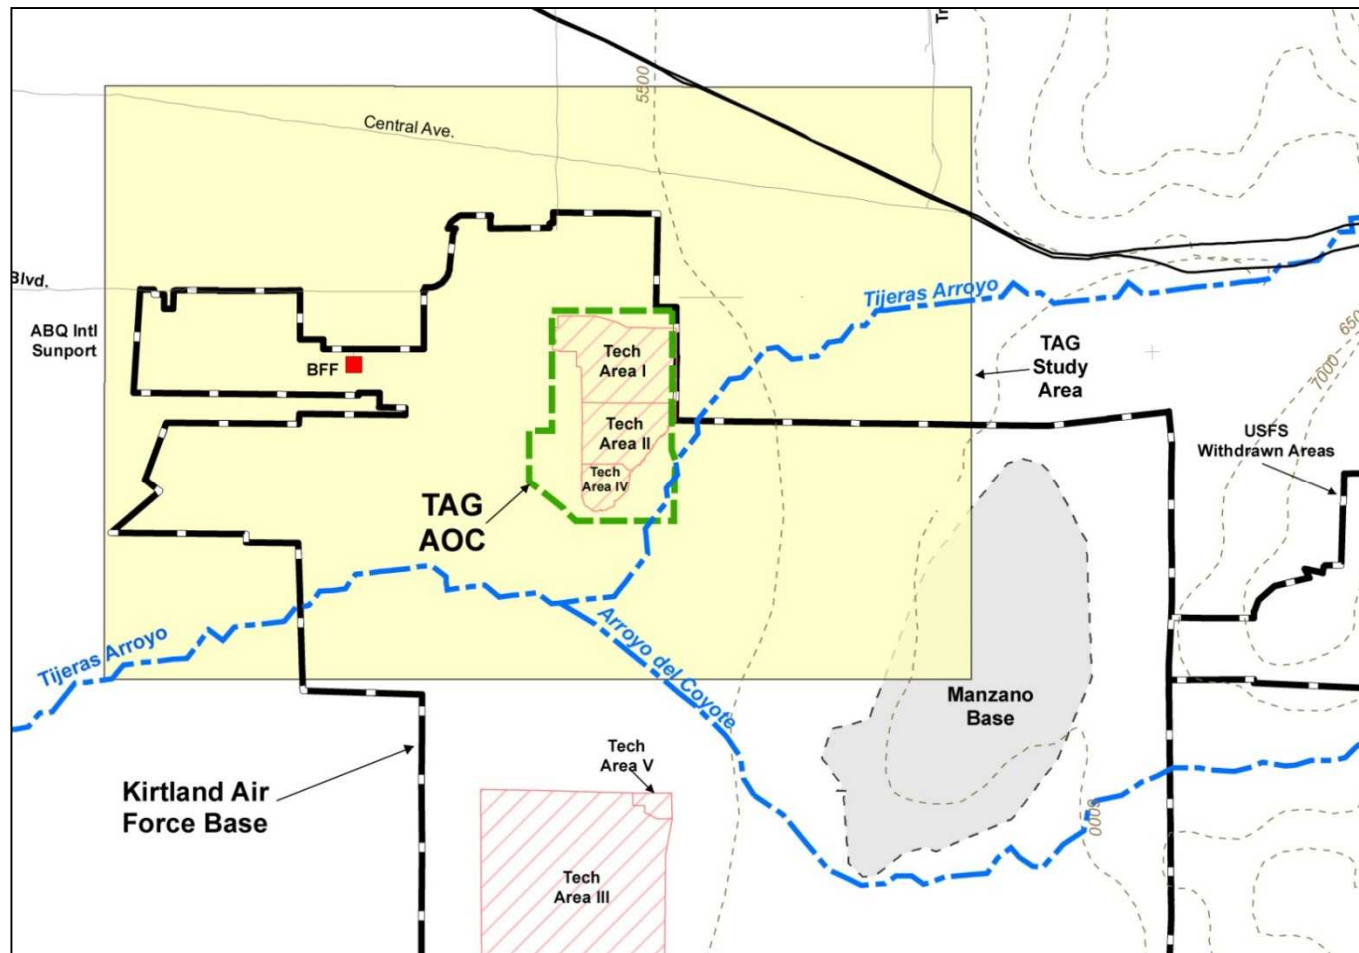 Tr
5500
Central Ave.
Blvd.
Tijeras Arroyo
ABQ Intl
Sunport
BFF
Tech
Area I
TAG
Study
Area
7000
6500
Tech
Area II
USFS
Withdrawn Areas
Tech
Area IV
TAG
AOC
Tijeras Arroyo
Arroyo del Coyote
Manzano
Base
Tech
Area V
Kirtland Air
Force Base
6000
Tech
Area III